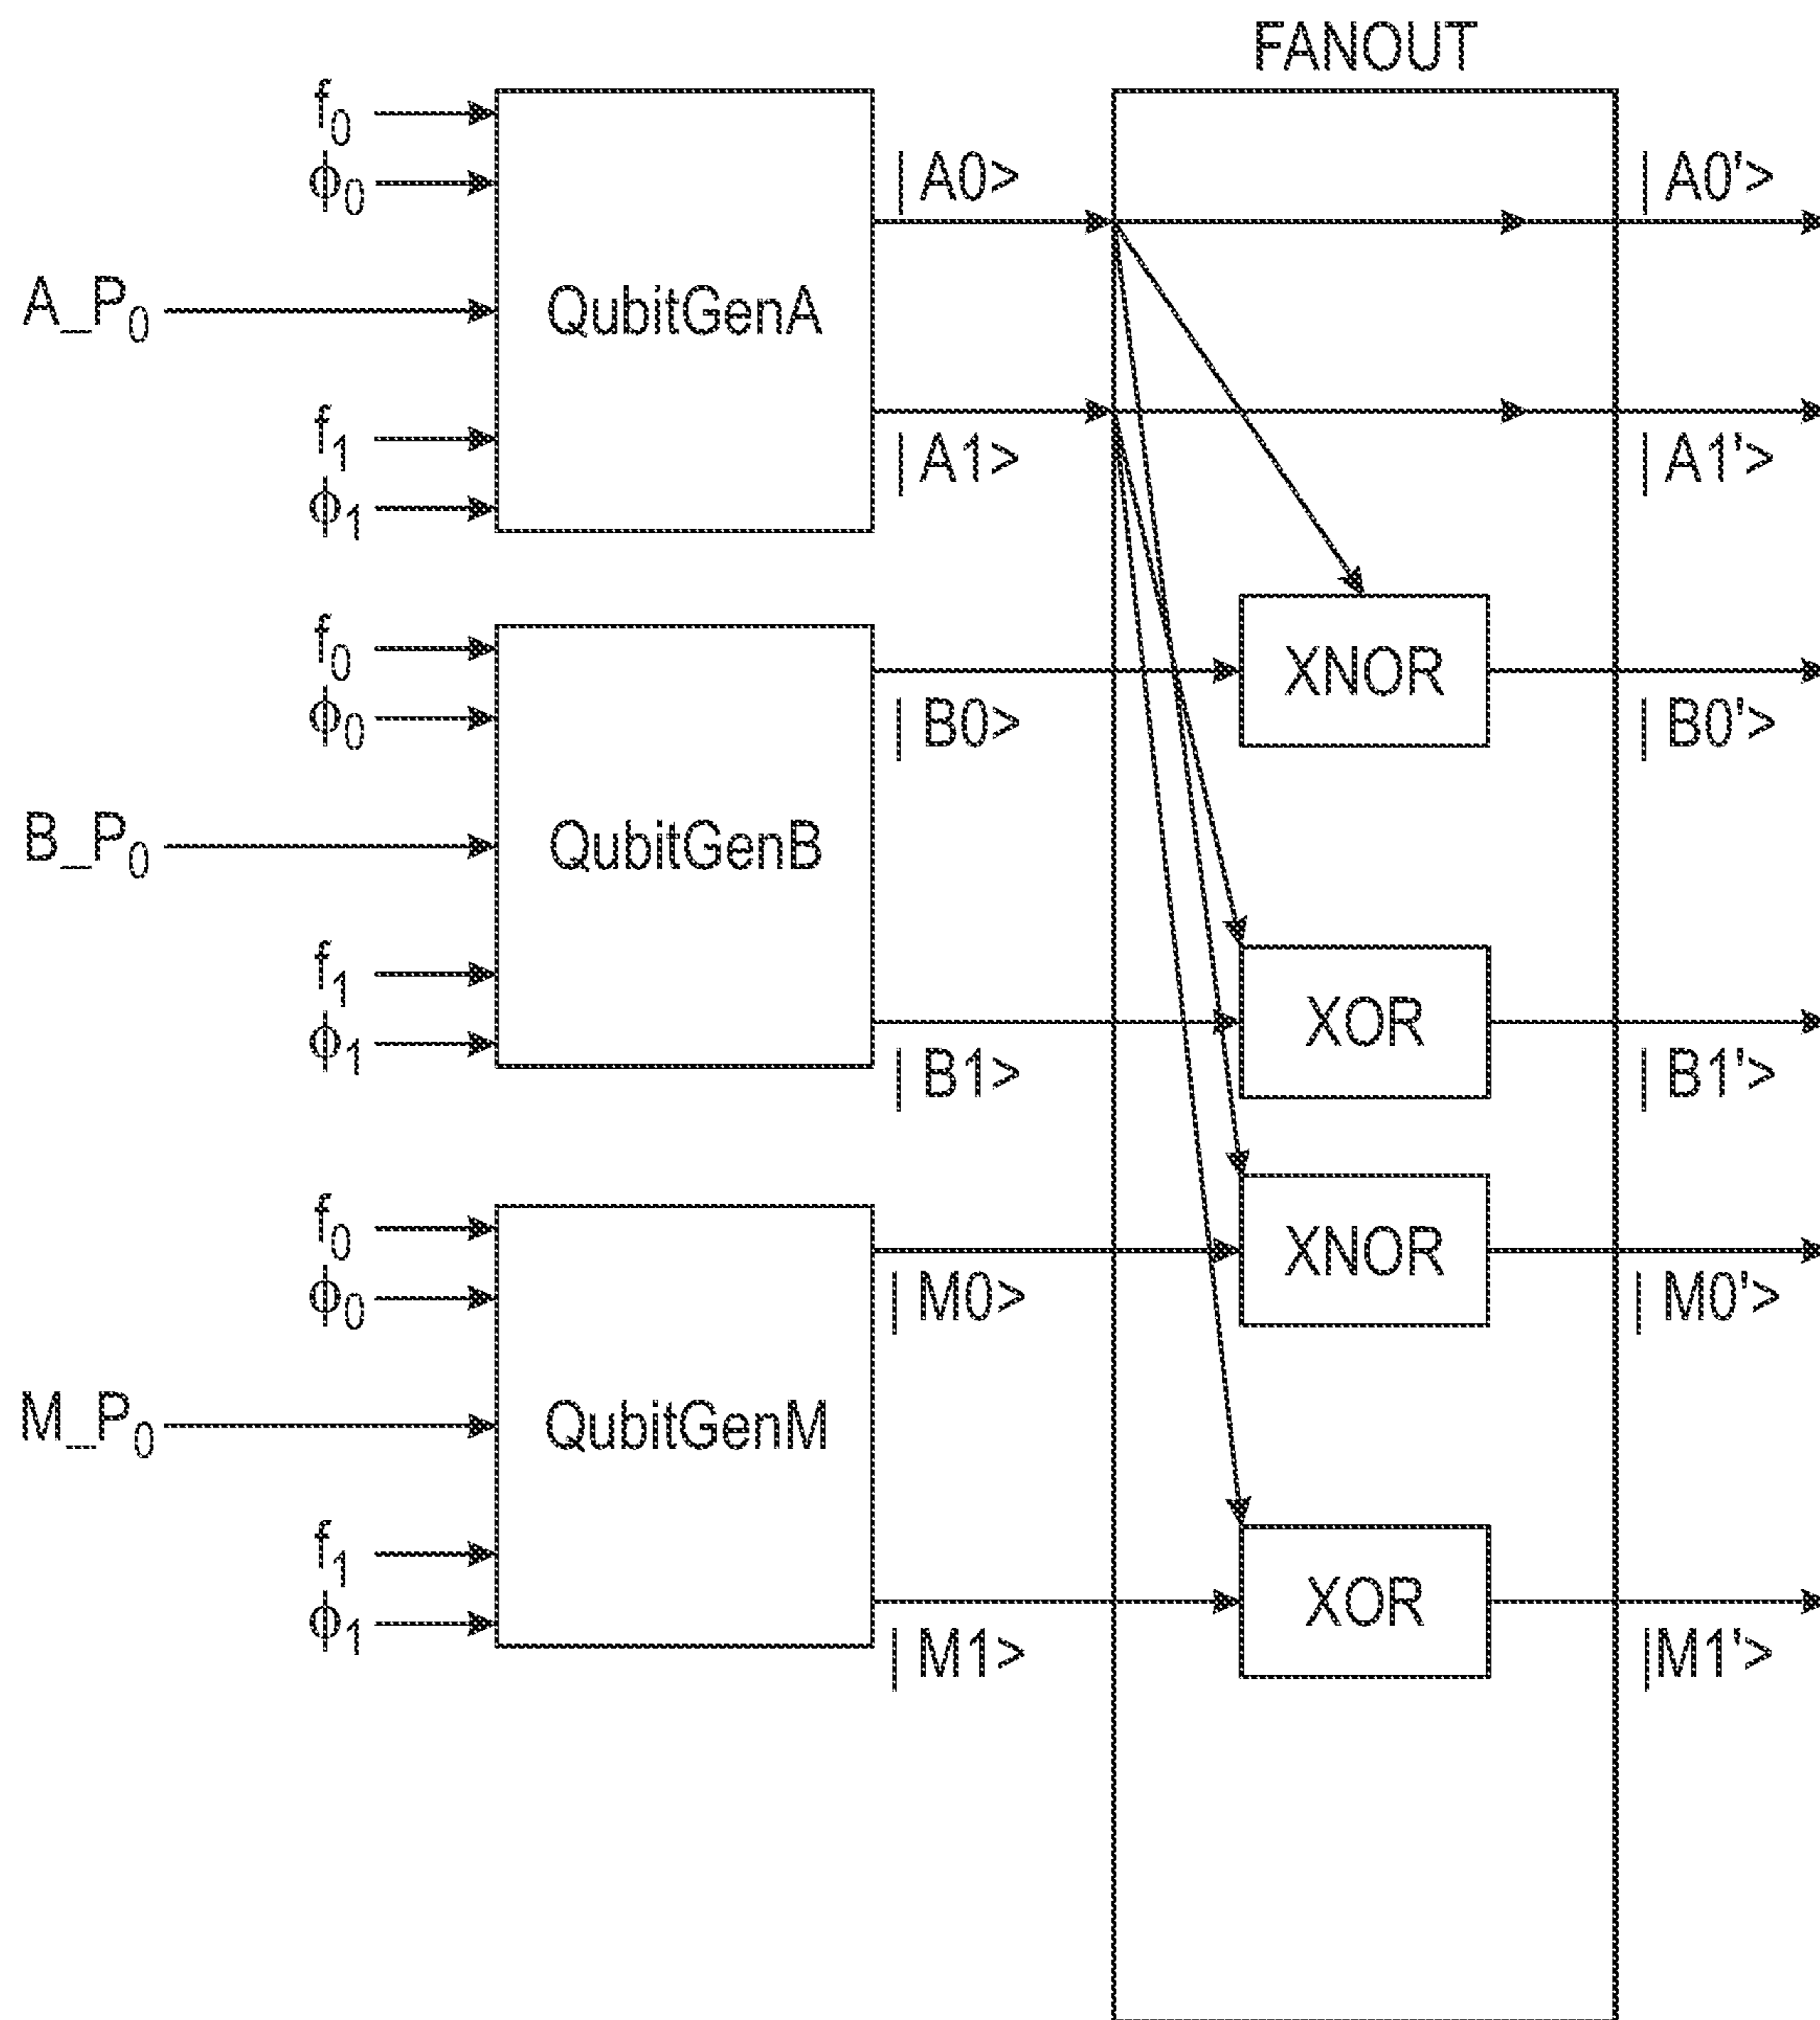 FANOUT
f₀
ϕ₀
A_P₀
f₁
ϕ₁
QubitGenA
| A0>
| A1>
| A0'>
| A1'>
f₀
ϕ₀
B_P₀
f₁
ϕ₁
QubitGenB
| B0>
| B1>
XNOR
XOR
| B0'>
| B1'>
f₀
ϕ₀
M_P₀
f₁
ϕ₁
QubitGenM
| M0>
| M1>
XNOR
XOR
| M0'>
|M1'>